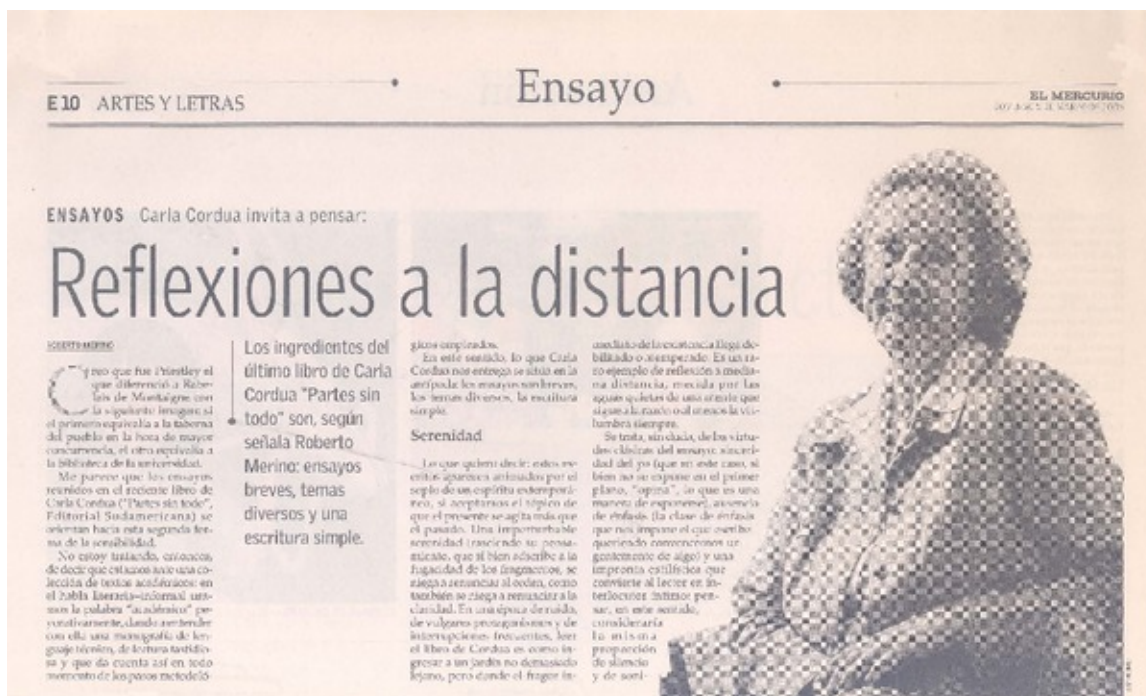 Ensayo
E 10 ARTES Y LETRAS
EL MERCURIO
ENSAYOS Carla Cordua invita a pensar:
Reflexiones a la distancia
ROBERTO MERINO
Creo que fue Priestley el
que diferenció a Rabe-
lais de Montaigne con
la siguiente imagen: si
el primero equivalía a la taberna
del pueblo en la hora de mayor
concurrencia, el otro equivalía a
la biblioteca de la universidad.
Me parece que los ensayos
reunidos en el reciente libro de
Carla Cordua ("Partes sin todo",
Editorial Sudamericana) se
orientan hacia esta segunda for-
ma de la sensibilidad.
No estoy tratando, entonces,
de decir que estamos ante una co-
lección de textos académicos: en
el habla literaria-informal usa-
mos la palabra "académico" pe-
yorativamente, dando a entender
con ella una monografía de len-
guaje técnico, de lectura fastidio-
sa y que da cuenta así en todo
momento de los pasos metodoló-
Los ingredientes del
último libro de Carla
Cordua "Partes sin
todo" son, según
señala Roberto
Merino: ensayos
breves, temas
diversos y una
escritura simple.
gicos empleados.
En este sentido, lo que Carla
Cordua nos entrega se sitúa en la
antípoda: los ensayos son breves,
los temas diversos, la escritura
simple.
Serenidad
Lo que quiero decir: estos es-
critos aparecen animados por el
soplo de un espíritu extemporá-
neo, si aceptamos el tópico de
que el presente se agita más que
el pasado. Una imperturbable
serenidad trasciende su pensa-
miento, que si bien adscribe a la
fugacidad de los fragmentos, se
niega a renunciar al orden, como
también se niega a renunciar a la
claridad. En una época de ruido,
de vulgares protagonismos y de
interrupciones frecuentes, leer
el libro de Cordua es como in-
gresar a un jardín no demasiado
lejano, pero donde el fragor in-
mediato de la existencia llega de-
bilitado o atemperado. Es un ra-
ro ejemplo de reflexión a media-
na distancia, mecida por las
aguas quietas de una mente que
sigue a la razón o al menos la vis-
lumbra siempre.
Se trata, sin duda, de las virtu-
des clásicas del ensayo: sinceri-
dad del yo (que en este caso, si
bien no se expone en el primer
plano, "opina", lo que es una
manera de exponerse), ausencia
de énfasis (la clase de énfasis
que nos impone el que escribe
queriendo convencernos ur-
gentemente de algo) y una
impronta estilística que
convierte al lector en in-
terlocutor íntimo: pen-
sar, en este sentido,
consideraría
la misma
proporción
de silencio
y de soni-